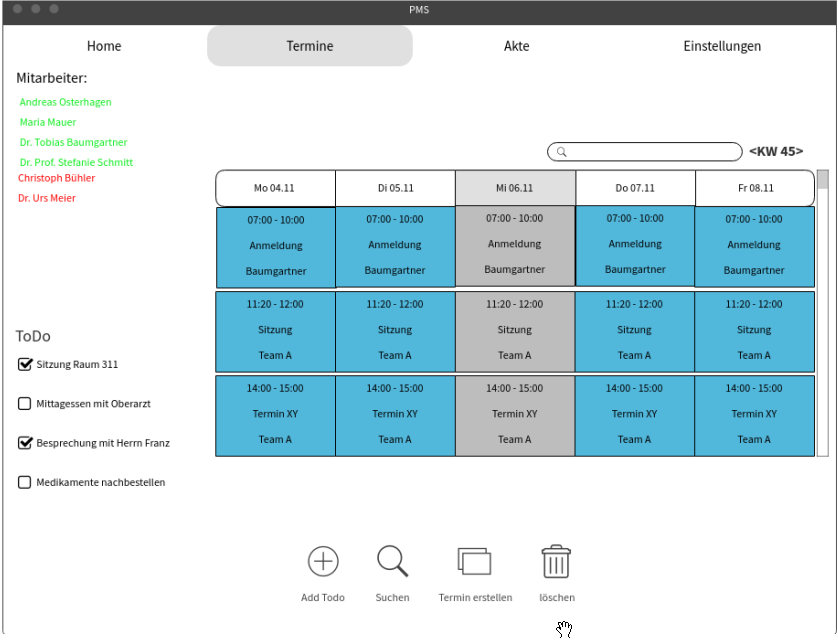 PMS
Home
Termine
Akte
Einstellungen
Mitarbeiter:
Andreas Osterhagen
Maria Mauer
Dr. Tobias Baumgartner
Dr. Prof. Stefanie Schmitt
Christoph Bühler
Dr. Urs Meier
<KW 45>
Mo 04.11
Di 05.11
Mi 06.11
Do 07.11
Fr 08.11
07:00 - 10:00
Anmeldung
Baumgartner
07:00 - 10:00
Anmeldung
Baumgartner
07:00 - 10:00
Anmeldung
Baumgartner
07:00 - 10:00
Anmeldung
Baumgartner
07:00 - 10:00
Anmeldung
Baumgartner
11:20 - 12:00
Sitzung
Team A
11:20 - 12:00
Sitzung
Team A
11:20 - 12:00
Sitzung
Team A
11:20 - 12:00
Sitzung
Team A
11:20 - 12:00
Sitzung
Team A
14:00 - 15:00
Termin XY
Team A
14:00 - 15:00
Termin XY
Team A
14:00 - 15:00
Termin XY
Team A
14:00 - 15:00
Termin XY
Team A
14:00 - 15:00
Termin XY
Team A
ToDo
Sitzung Raum 311
Mittagessen mit Oberarzt
Besprechung mit Herrn Franz
Medikamente nachbestellen
Add Todo
Suchen
Termin erstellen
löschen